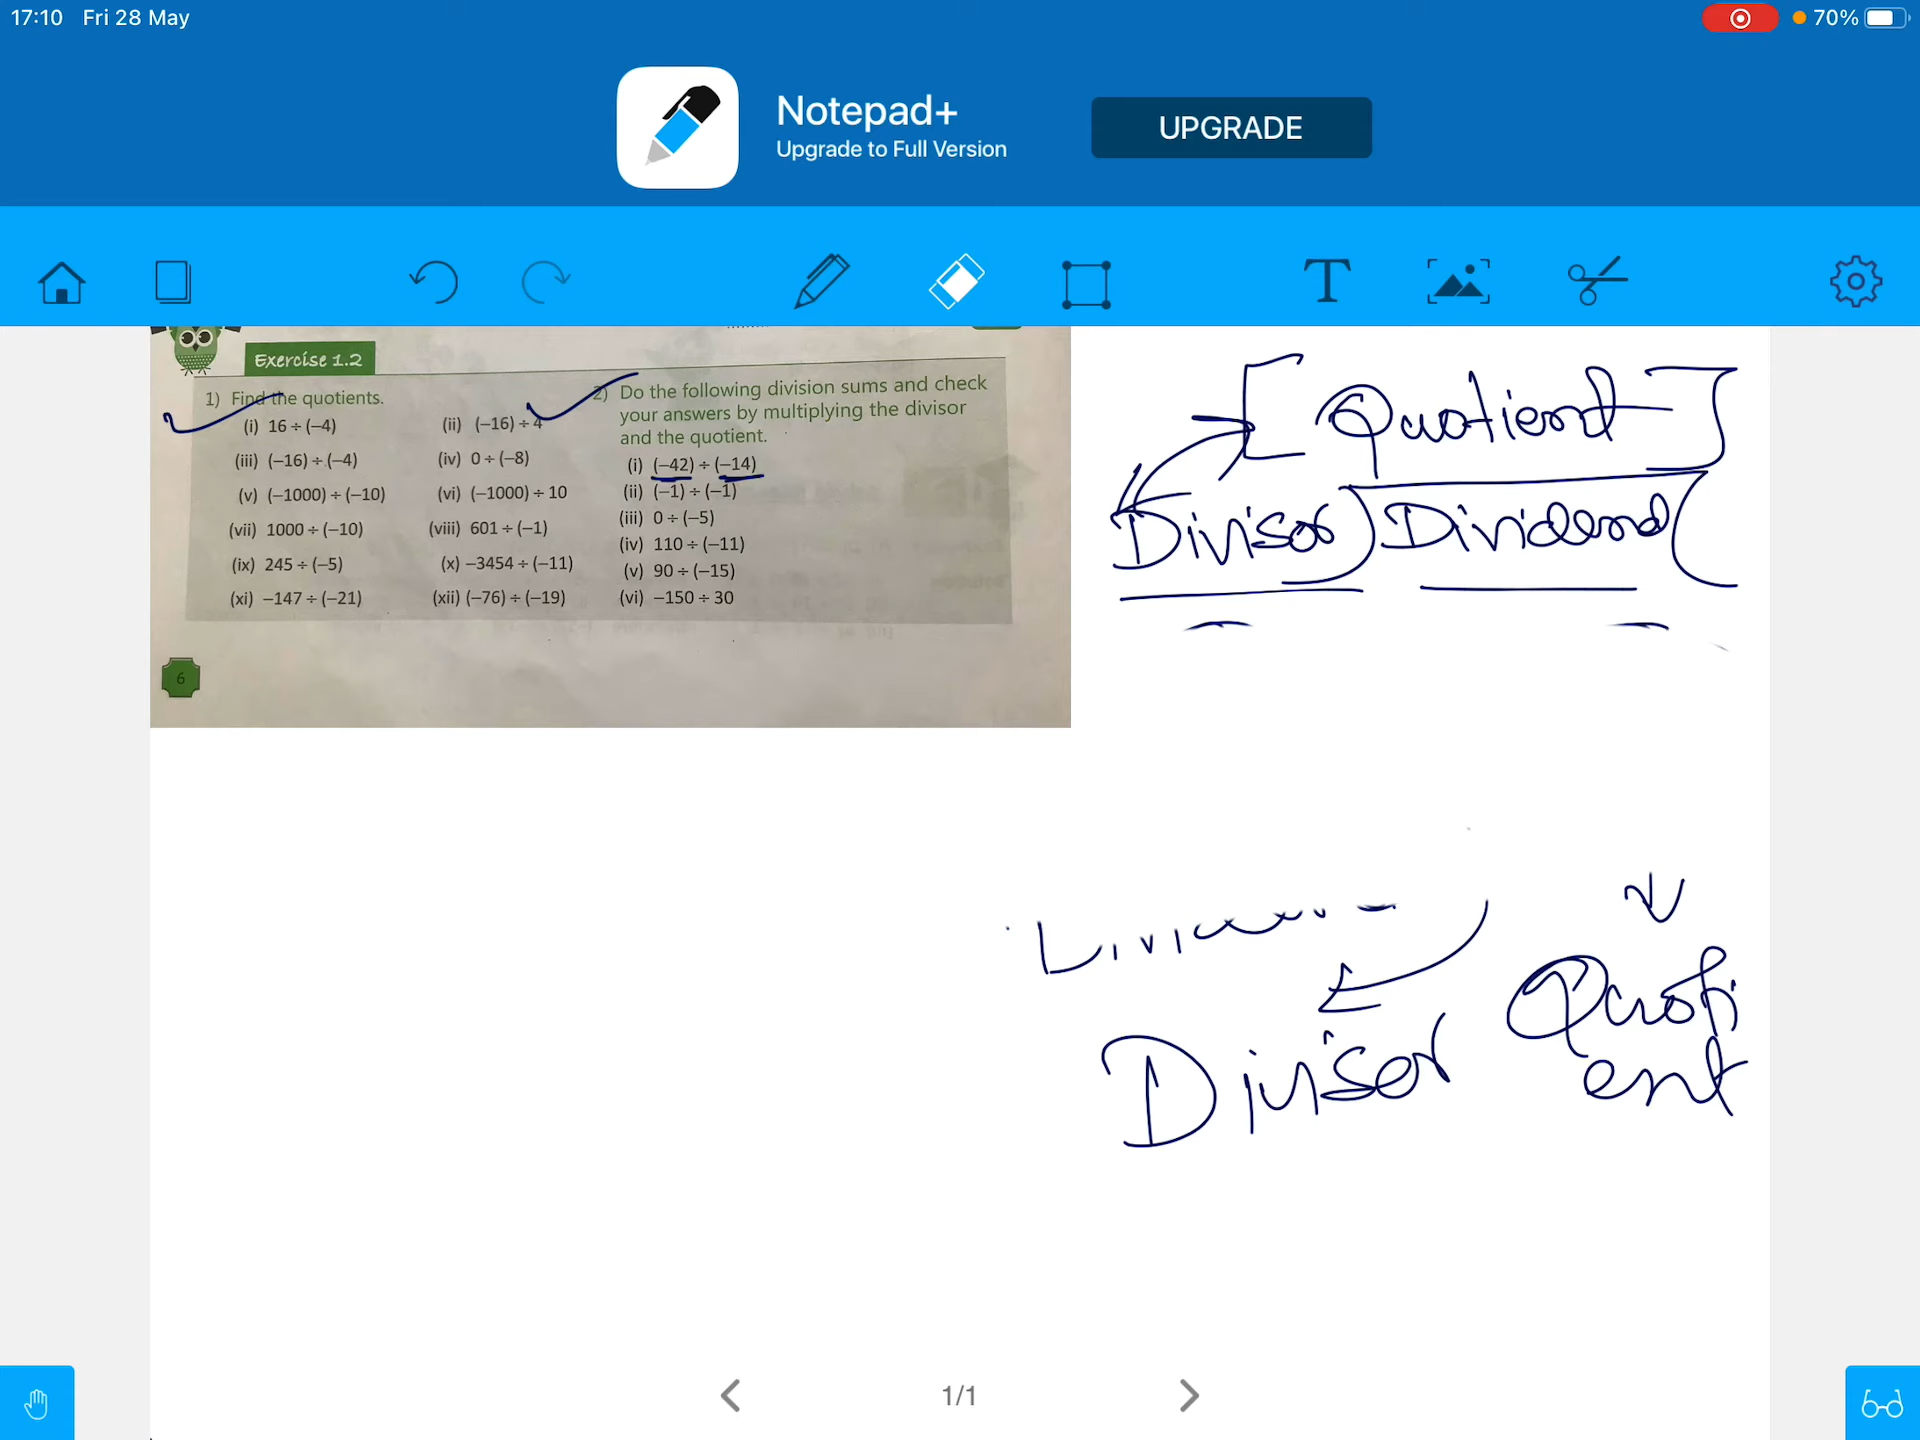 17:10 Fri 28 May
70%
Notepad+
Upgrade to Full Version
UPGRADE
T
Exercise 1.2
1) Find the quotients.
(i) 16 ÷ (–4)
(ii) (–16) ÷ 4
(iii) (–16) ÷ (–4)
(iv) 0 ÷ (–8)
(v) (–1000) ÷ (–10)
(vi) (–1000) ÷ 10
(vii) 1000 ÷ (–10)
(viii) 601 ÷ (–1)
(ix) 245 ÷ (–5)
(x) –3454 ÷ (–11)
(xi) –147 ÷ (–21)
(xii) (–76) ÷ (–19)
2) Do the following division sums and check
your answers by multiplying the divisor
and the quotient.
(i) (–42) ÷ (–14)
(ii) (–1) ÷ (–1)
(iii) 0 ÷ (–5)
(iv) 110 ÷ (–11)
(v) 90 ÷ (–15)
(vi) –150 ÷ 30
6
[ Quotient ]
Divisor ) Dividend (
Divisor
Quoti
ent
1/1